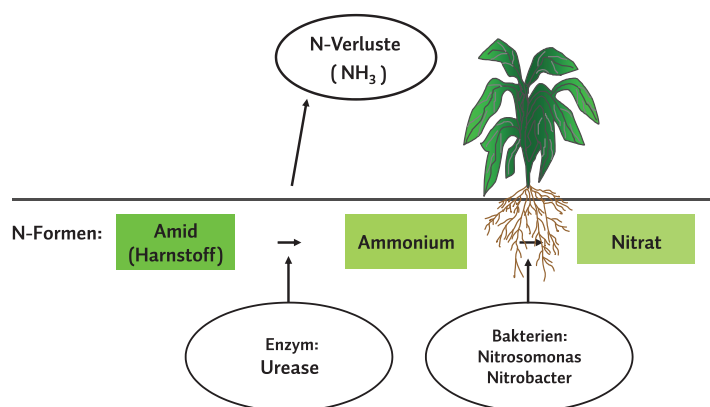 N-Verluste
(NH₃)
N-Formen:
Amid
(Harnstoff)
Ammonium
Nitrat
Enzym:
Urease
Bakterien:
Nitrosomonas
Nitrobacter